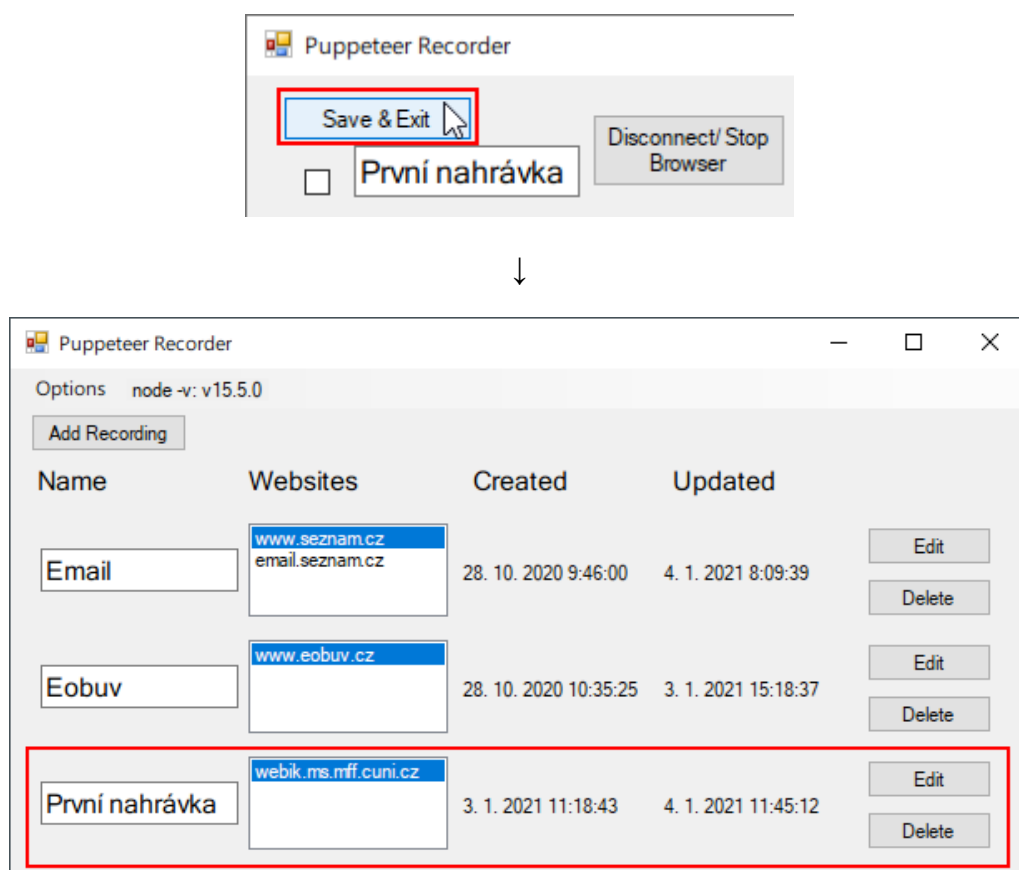 Puppeteer Recorder
Save & Exit
Disconnect/ Stop
Browser
První nahrávka
↓
Puppeteer Recorder
Options node -v: v15.5.0
Add Recording
Name Websites Created Updated
www.seznam.cz
email.seznam.cz
Email 28. 10. 2020 9:46:00 4. 1. 2021 8:09:39
Edit
Delete
www.eobuv.cz
Eobuv 28. 10. 2020 10:35:25 3. 1. 2021 15:18:37
Edit
Delete
webik.ms.mff.cuni.cz
První nahrávka 3. 1. 2021 11:18:43 4. 1. 2021 11:45:12
Edit
Delete